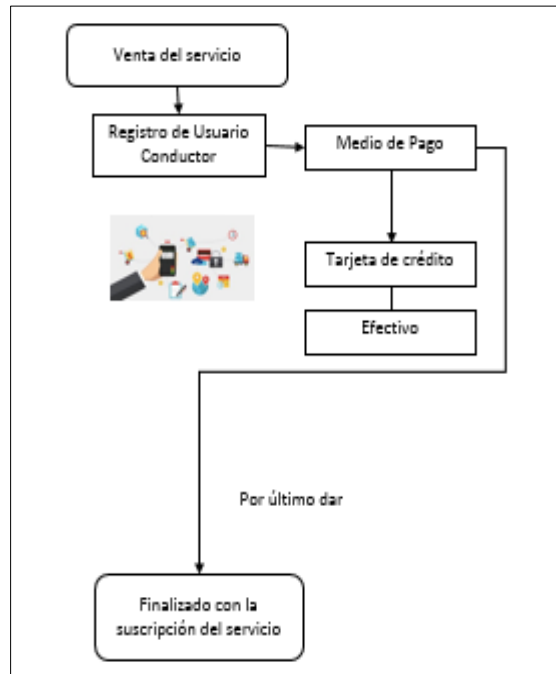 Venta del servicio
Registro de Usuario
Conductor
Medio de Pago
Tarjeta de crédito
Efectivo
Por último dar
Finalizado con la
suscripción del servicio